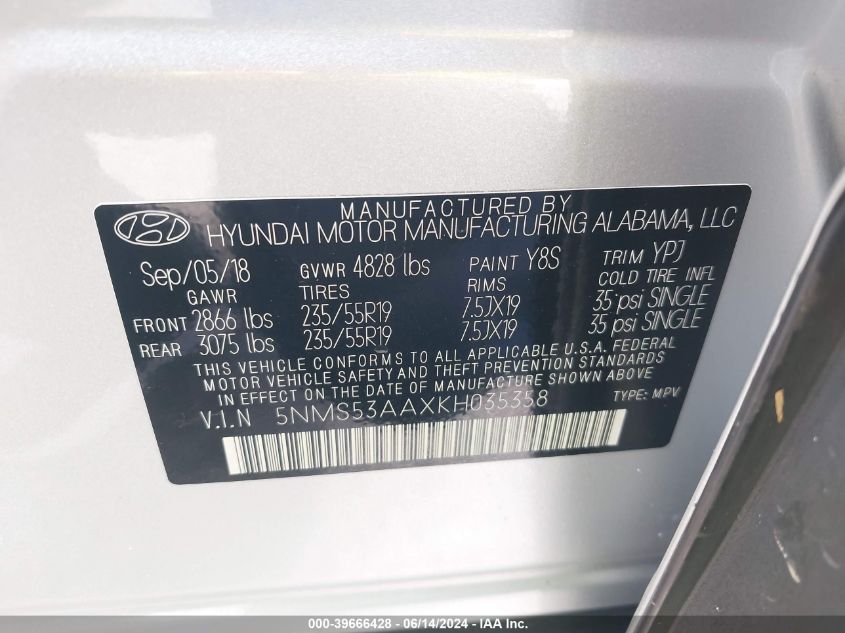 MANUFACTURED BY
HYUNDAI MOTOR MANUFACTURING ALABAMA, LLC
Sep/05/18 GVWR 4828 lbs PAINT Y8S TRIM YPJ
GAWR TIRES RIMS COLD TIRE INFL
FRONT 2866 lbs 235/55R19 7.5JX19 35 psi SINGLE
REAR 3075 lbs 235/55R19 7.5JX19 35 psi SINGLE
THIS VEHICLE CONFORMS TO ALL APPLICABLE U.S.A. FEDERAL
MOTOR VEHICLE SAFETY AND THEFT PREVENTION STANDARDS
IN EFFECT ON THE DATE OF MANUFACTURE SHOWN ABOVE
V.I.N 5NMS53AAXKH035358 TYPE: MPV
000-39666428 - 06/14/2024 - IAA Inc.